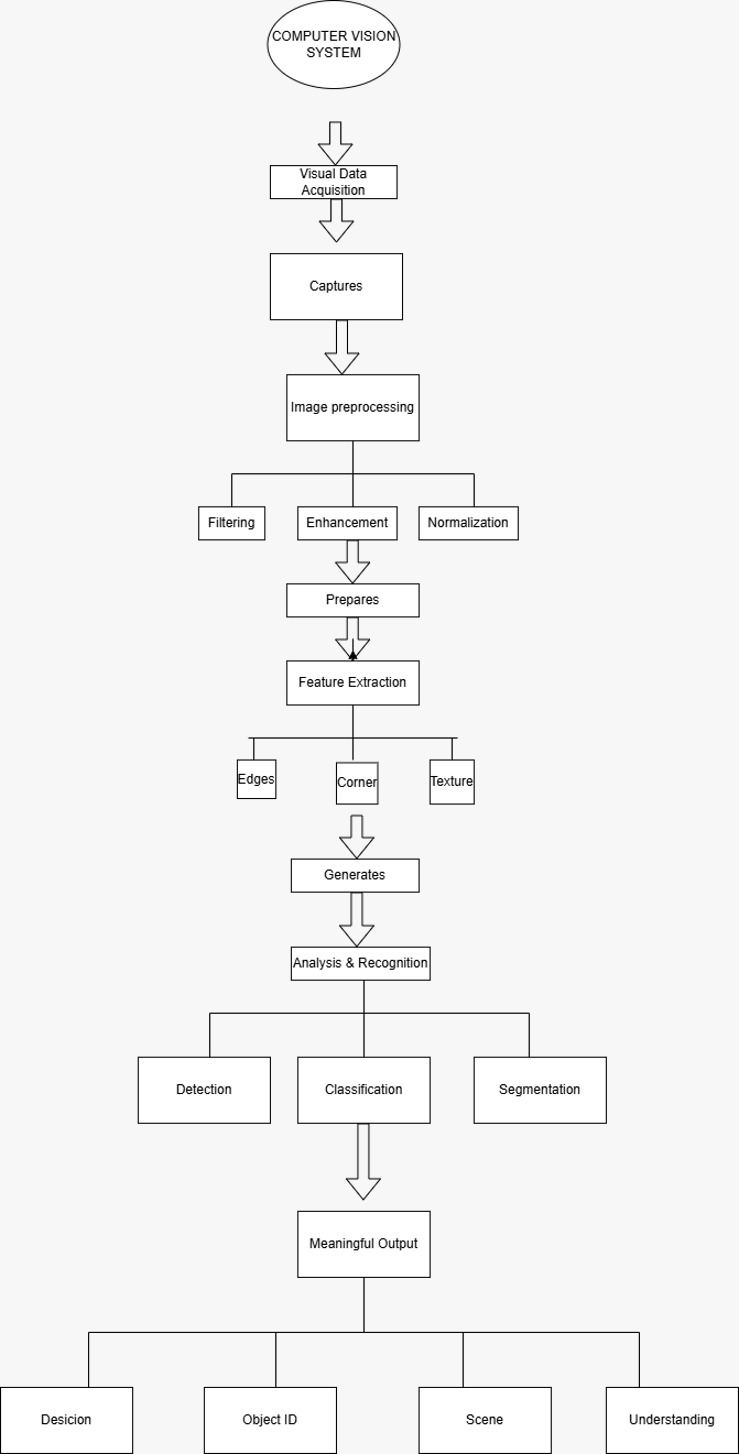 COMPUTER VISION
SYSTEM
Visual Data
Acquisition
Captures
Image preprocessing
Filtering
Enhancement
Normalization
Prepares
Feature Extraction
Edges
Corner
Texture
Generates
Analysis & Recognition
Detection
Classification
Segmentation
Meaningful Output
Desicion
Object ID
Scene
Understanding